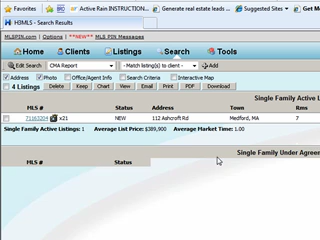 Favorites Active Rain INSTRUCTION... Generate real estate leads ... Suggested Sites Get M
H3MLS - Search Results
MLSPIN.com | Options | **NEW** MLS PIN Messages
Home Clients Listings Search Tools
Edit Search CMA Report - Match listing(s) to client - Add
Address Photo Office/Agent Info Search Criteria Interactive Map
4 Listings Delete Keep Chart View Email Print PDF Download
Single Family Active L
MLS # Status Address Town Rms
71163204 x21 NEW 112 Ashcroft Rd Medford, MA 7
Single Family Active Listings: 1 Average List Price: $389,900 Average Market Time: 1.00
Single Family Under Agreem
MLS # Status